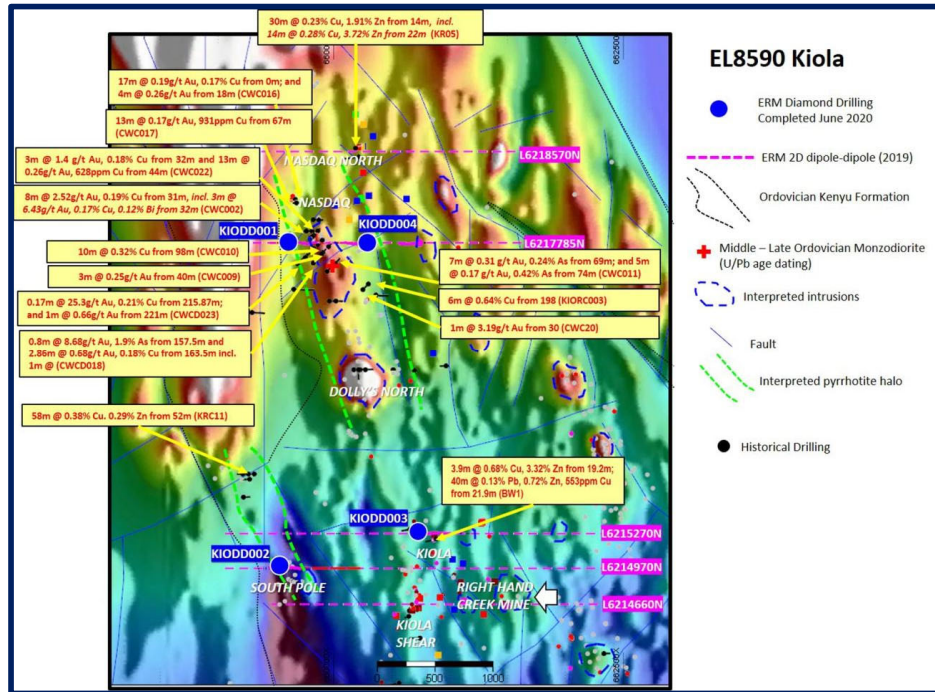 30m @ 0.23% Cu, 1.91% Zn from 14m, incl.
14m @ 0.28% Cu, 3.72% Zn from 22m (KR05)
EL8590 Kiola
17m @ 0.19g/t Au, 0.17% Cu from 0m; and
4m @ 0.26g/t Au from 18m (CWC016)
13m @ 0.17g/t Au, 931ppm Cu from 67m
(CWC017)
3m @ 1.4 g/t Au, 0.18% Cu from 32m and 13m @
0.26g/t Au, 628ppm Cu from 44m (CWC022)
8m @ 2.52g/t Au, 0.19% Cu from 31m, incl. 3m @
6.43g/t Au, 0.17% Cu, 0.12% Bi from 32m (CWC002)
NASDAQ NORTH
L6218570N
NASDAQ
KIODD001
KIODD004
L6217785N
10m @ 0.32% Cu from 98m (CWC010)
3m @ 0.25g/t Au from 40m (CWC009)
0.17m @ 25.3g/t Au, 0.21% Cu from 215.87m;
and 1m @ 0.66g/t Au from 221m (CWCD023)
0.8m @ 8.68g/t Au, 1.9% As from 157.5m and
2.86m @ 0.68g/t Au, 0.18% Cu from 163.5m incl.
1m @ (CWCD018)
7m @ 0.31 g/t Au, 0.24% As from 69m; and 5m
@ 0.17 g/t Au, 0.42% As from 74m (CWC011)
6m @ 0.64% Cu from 198 (KIORC003)
1m @ 3.19g/t Au from 30 (CWC20)
DOLLY'S NORTH
58m @ 0.38% Cu. 0.29% Zn from 52m (KRC11)
3.9m @ 0.68% Cu, 3.32% Zn from 19.2m;
40m @ 0.13% Pb, 0.72% Zn, 553ppm Cu
from 21.9m (BW1)
KIODD003
L6215270N
KIOLA
KIODD002
L6214970N
SOUTH POLE
RIGHT HAND
CREEK MINE
L6214660N
KIOLA
SHEAR
0 500 1000
ERM Diamond Drilling
Completed June 2020
ERM 2D dipole-dipole (2019)
Ordovician Kenyu Formation
Middle – Late Ordovician Monzodiorite
(U/Pb age dating)
Interpreted intrusions
Fault
Interpreted pyrrhotite halo
Historical Drilling